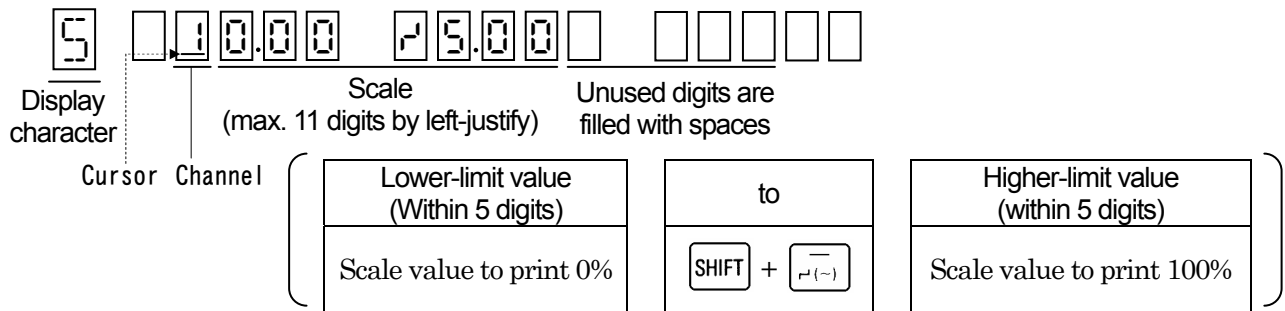 S 10.00 ⮍5.00
Display
character
Scale
(max. 11 digits by left-justify)
Unused digits are
filled with spaces
Cursor Channel
Lower-limit value
(Within 5 digits)
to
Higher-limit value
(within 5 digits)
Scale value to print 0%
SHIFT + (~)
Scale value to print 100%